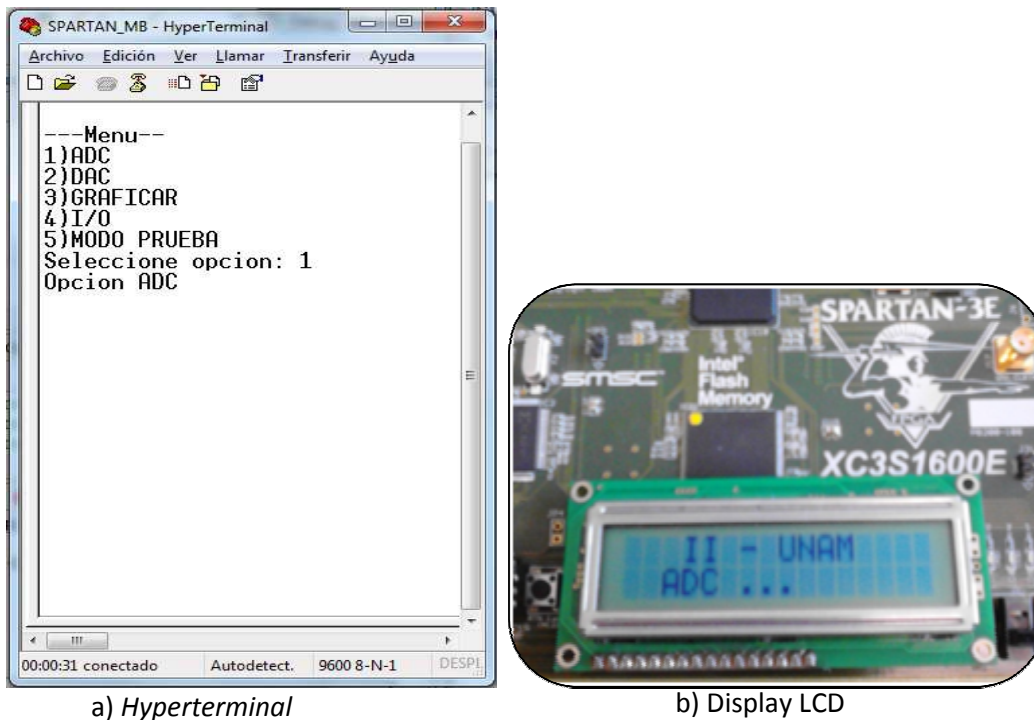 SPARTAN_MB - HyperTerminal
Archivo Edición Ver Llamar Transferir Ayuda
---Menu--
1)ADC
2)DAC
3)GRAFICAR
4)I/O
5)MODO PRUEBA
Seleccione opcion: 1
Opcion ADC
00:00:31 conectado Autodetect. 9600 8-N-1 DESPL
a) Hyperterminal
SPARTAN-3E
smsc
Intel
Flash
Memory
XC3S1600E
II - UNAM
ADC ...
b) Display LCD